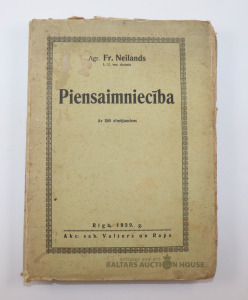 Agr. Fr. Neilands
Piensaimniecība
Rīgā, 1929. g.
Akc. sab. Valters un Rapa
BALTARS AUCTION HOUSE